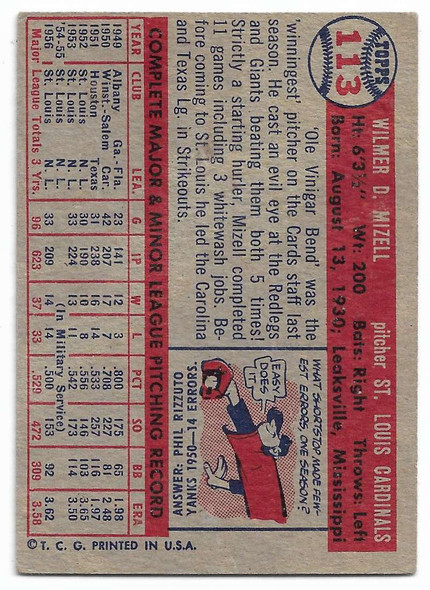 TOPPS
113
WILMER D. MIZELL pitcher ST. LOUIS CARDINALS
Ht: 6'3½" Wt: 200 Bats: Right Throws: Left
Born: August 13, 1930, Leaksville, Mississippi
'Ole Vinigar Bend' was the
'winningest' pitcher on the Cards staff last
season. He cast an evil eye at the Redlegs
and Giants beating them both 5 times!
Strictly a starting hurler, Mizell completed
11 games including 3 whitewash jobs. Be-
fore coming to St. Louis he led the Carolina
and Texas Lg in Strikeouts.
WHAT SHORTSTOP MADE FEW-
EST ERRORS, ONE SEASON?
EASY
DOES
IT
ANSWER: PHIL RIZZUTO
YANKS 1950—14 ERRORS.
COMPLETE MAJOR & MINOR LEAGUE PITCHING RECORD
YEAR CLUB LEA. G IP W L PCT SO BB ERA
1949 Albany Ga.-Fla. 23 141 12 3 .800 175 65 1.98
1950 Winst.-Salem Car. 42 207 17 7 .708 227 94 2.48
1951 Houston Texas 38 238 16 14 .533 257 108 1.96
1952 St. Louis N. L. 30 190 10 8 .556 146 103 3.65
1953 St. Louis N. L. 33 224 13 11 .542 173 114 3.50
'54-55 St. Louis N. L. (In Military Service)
1956 St. Louis N. L. 33 209 14 14 .500 153 92 3.62
Major League Totals 3 Yrs. 96 623 37 33 .529 472 309 3.58
© T. C. G. PRINTED IN U.S.A.